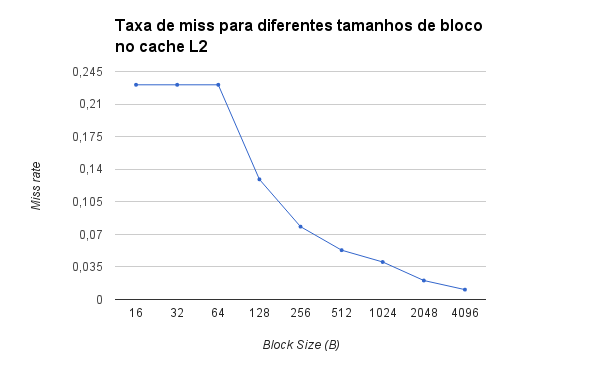 Taxa de miss para diferentes tamanhos de bloco
no cache L2
0,245
0,21
0,175
0,14
0,105
0,07
0,035
0
Miss rate
16 32 64 128 256 512 1024 2048 4096
Block Size (B)